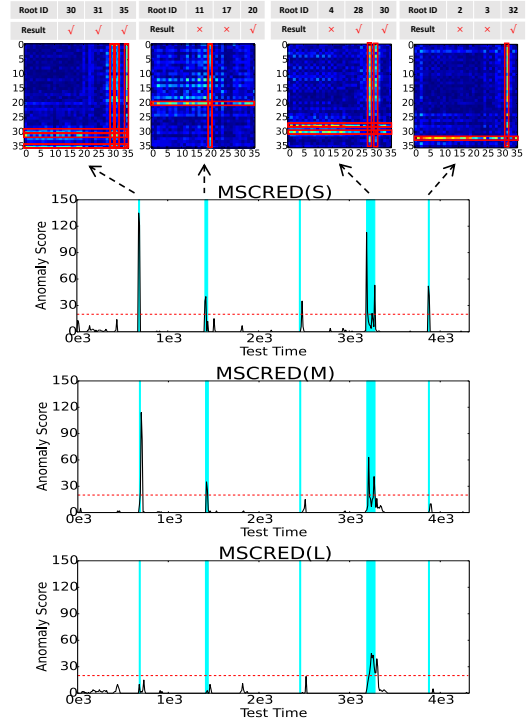 Root ID 30 31 35 Root ID 11 17 20 Root ID 4 28 30 Root ID 2 3 32
Result √ √ √ Result × × √ Result × √ √ Result × × √
0 0 0 0
5 5 5 5
10 10 10 10
15 15 15 15
20 20 20 20
25 25 25 25
30 30 30 30
35 35 35 35
0 5 10 15 20 25 30 35 0 5 10 15 20 25 30 35 0 5 10 15 20 25 30 35 0 5 10 15 20 25 30 35
MSCRED(S)
150
120
90
60
30
0
Anomaly Score
0e3 1e3 2e3 3e3 4e3
Test Time
MSCRED(M)
150
120
90
60
30
0
Anomaly Score
0e3 1e3 2e3 3e3 4e3
Test Time
MSCRED(L)
150
120
90
60
30
0
Anomaly Score
0e3 1e3 2e3 3e3 4e3
Test Time